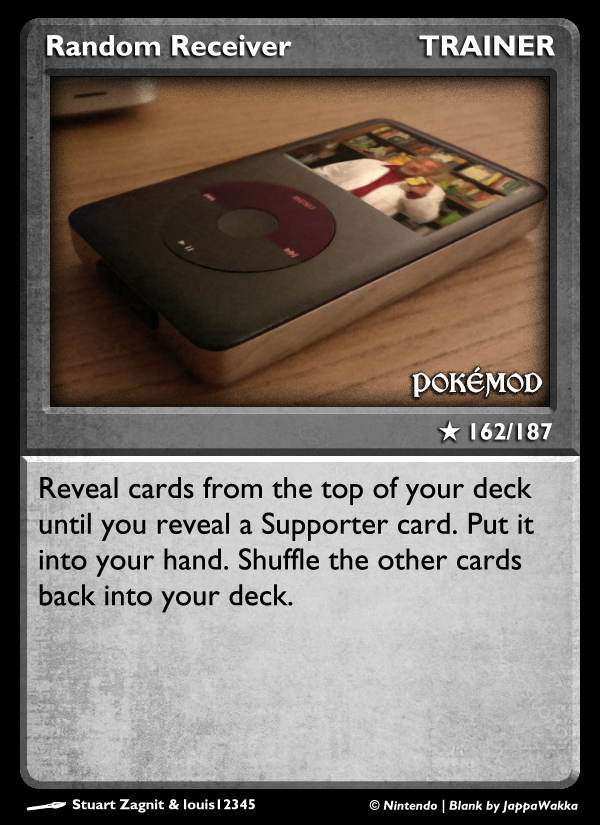 Random Receiver TRAINER
MENU
POKÉMOD
★ 162/187
Reveal cards from the top of your deck
until you reveal a Supporter card. Put it
into your hand. Shuffle the other cards
back into your deck.
Stuart Zagnit & louis12345 © Nintendo | Blank by JappaWakka